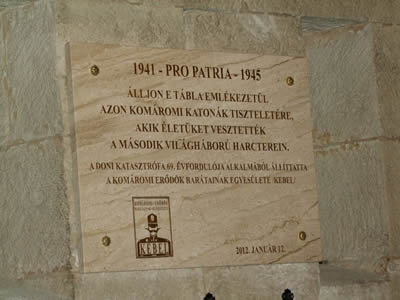 1941 - PRO PATRIA - 1945
ÁLLJON E TÁBLA EMLÉKEZETÜL
AZON KOMÁROMI KATONÁK TISZTELETÉRE,
AKIK ÉLETÜKET VESZTETTÉK
A MÁSODIK VILÁGHÁBORÚ HARCTEREIN.
A DONI KATASZTRÓFA 69. ÉVFORDULÓJA ALKALMÁBÓL ÁLLÍTTATTA
A KOMÁROMI ERŐDÖK BARÁTAINAK EGYESÜLETE /KEBEL/
KEBEL
2012. JANUÁR 12.